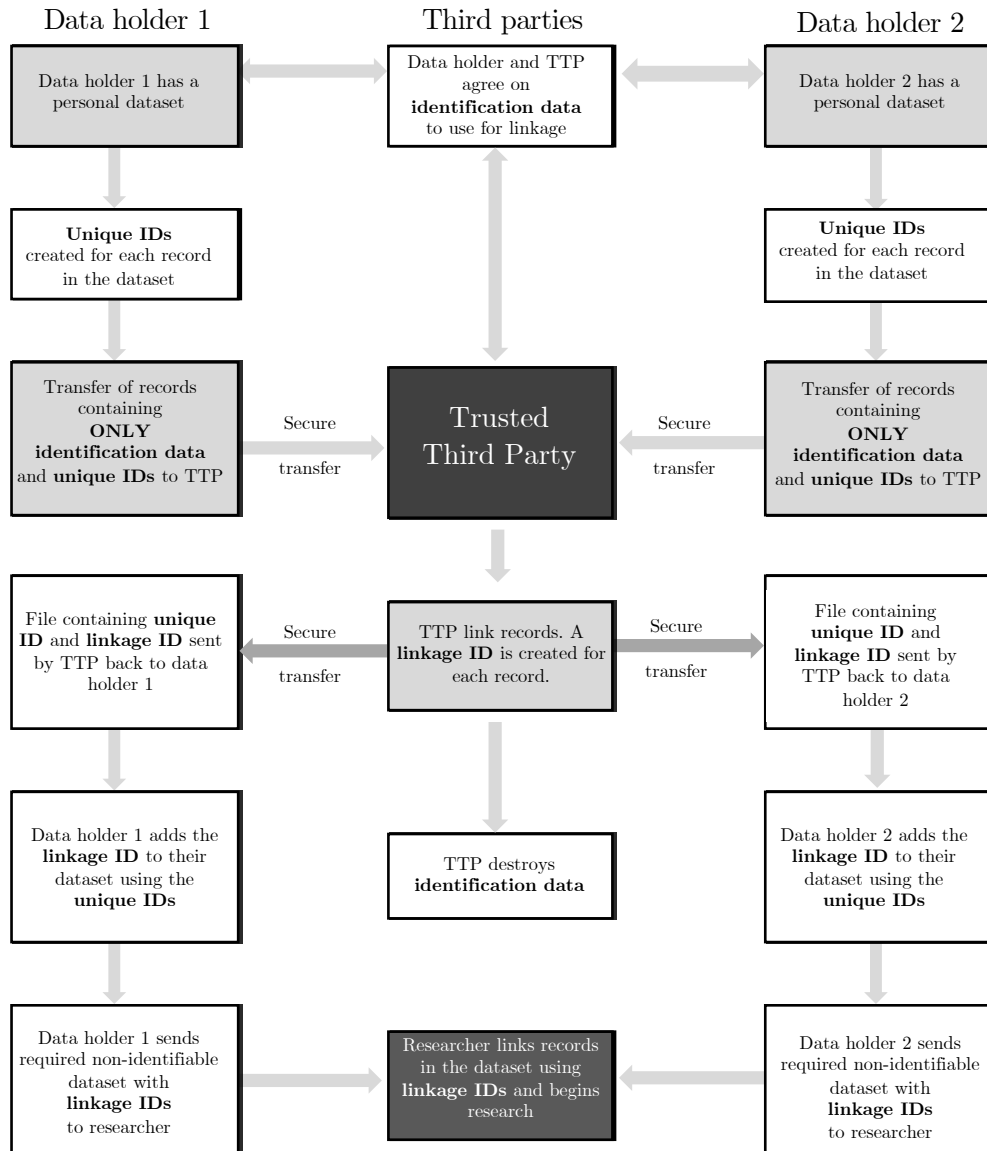 Data holder 1
Third parties
Data holder 2
Data holder 1 has a
personal dataset
Data holder and TTP
agree on
identification data
to use for linkage
Data holder 2 has a
personal dataset
Unique IDs
created for each record
in the dataset
Unique IDs
created for each record
in the dataset
Transfer of records
containing
ONLY
identification data
and unique IDs to TTP
Secure
transfer
Trusted
Third Party
Secure
transfer
Transfer of records
containing
ONLY
identification data
and unique IDs to TTP
File containing unique
ID and linkage ID sent
by TTP back to data
holder 1
Secure
transfer
TTP link records. A
linkage ID is created for
each record.
Secure
transfer
File containing
unique ID and
linkage ID sent by
TTP back to data
holder 2
Data holder 1 adds the
linkage ID to their
dataset using the
unique IDs
TTP destroys
identification data
Data holder 2 adds the
linkage ID to their
dataset using the
unique IDs
Data holder 1 sends
required non-identifiable
dataset with
linkage IDs
to researcher
Researcher links records
in the dataset using
linkage IDs and begins
research
Data holder 2 sends
required non-identifiable
dataset with
linkage IDs
to researcher